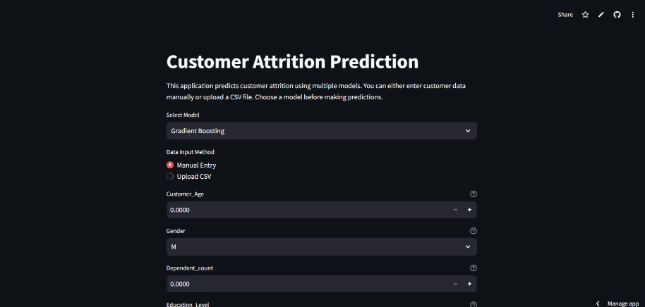 Share
Customer Attrition Prediction
This application predicts customer attrition using multiple models. You can either enter customer data
manually or upload a CSV file. Choose a model before making predictions.
Select Model
Gradient Boosting
Data Input Method
Manual Entry
Upload CSV
Customer_Age
0.0000
Gender
M
Dependent_count
0.0000
Education_Level
Manage app